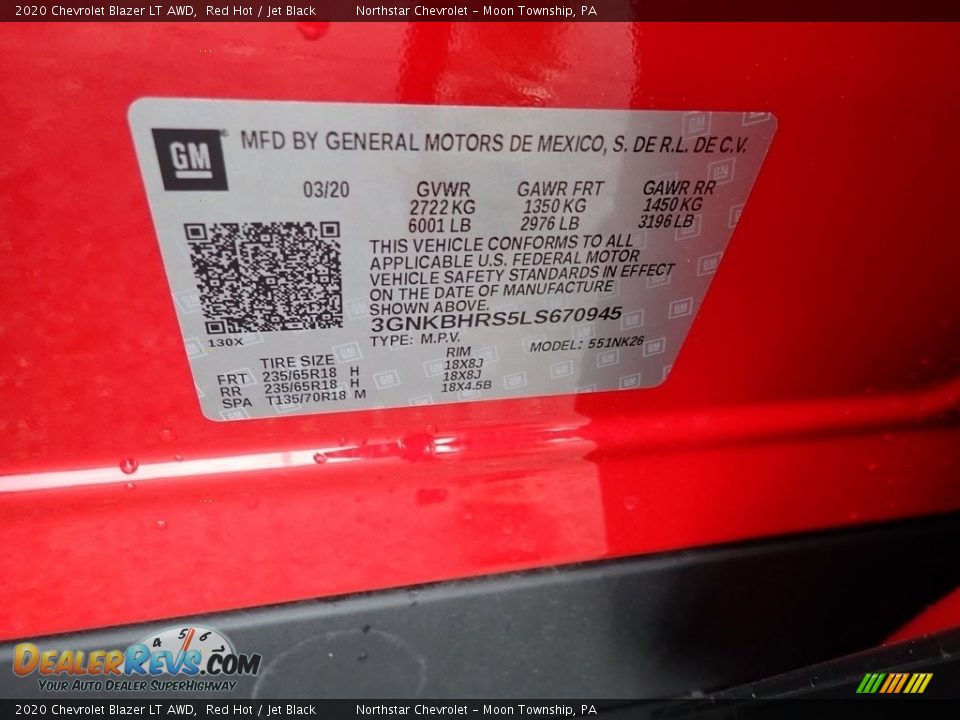 2020 Chevrolet Blazer LT AWD, Red Hot / Jet Black Northstar Chevrolet - Moon Township, PA
GM MFD BY GENERAL MOTORS DE MEXICO, S. DE R.L. DE C.V.
03/20 GVWR GAWR FRT GAWR RR
2722 KG 1350 KG 1450 KG
6001 LB 2976 LB 3196 LB
THIS VEHICLE CONFORMS TO ALL
APPLICABLE U.S. FEDERAL MOTOR
VEHICLE SAFETY STANDARDS IN EFFECT
ON THE DATE OF MANUFACTURE
SHOWN ABOVE.
3GNKBHRS5LS670945
130X TYPE: M.P.V. MODEL: 551NK26
TIRE SIZE RIM
FRT 235/65R18 H 18X8J
RR 235/65R18 H 18X8J
SPA T135/70R18 M 18X4.5B
4 5 6
DEALERREVS.COM
YOUR AUTO DEALER SUPERHIGHWAY
2020 Chevrolet Blazer LT AWD, Red Hot / Jet Black Northstar Chevrolet - Moon Township, PA